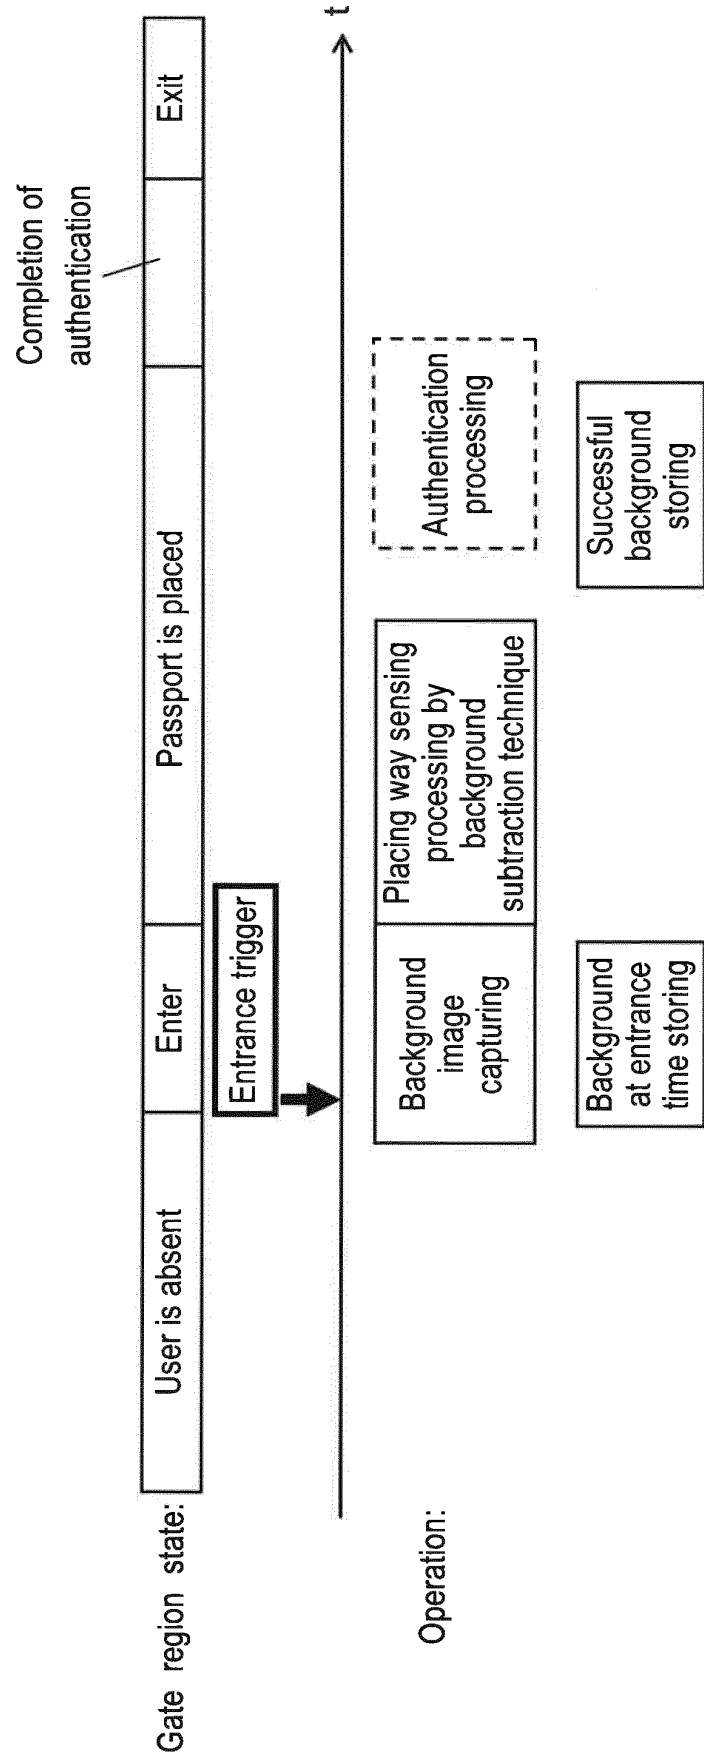 Completion of
authentication
Gate region state:
User is absent
Enter
Passport is placed
Exit
Entrance trigger
t
Operation:
Background
image
capturing
Placing way sensing
processing by
background
subtraction technique
Authentication
processing
Background
at entrance
time storing
Successful
background
storing